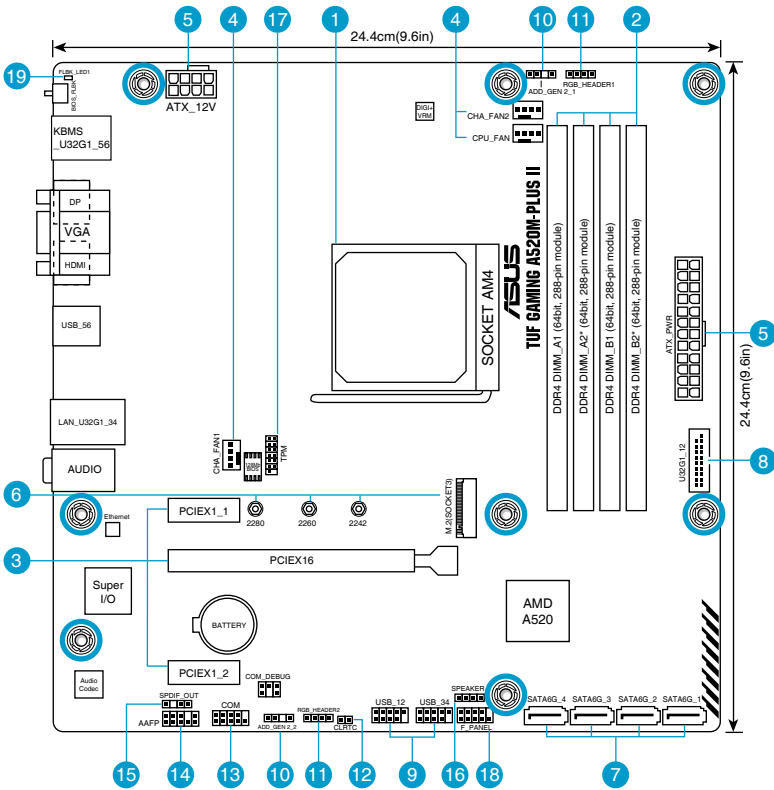 5
4
1
17
4
10
11
2
24.4cm(9.6in)
19
FLBK_LED1
BIOS_FLBK
ATX_12V
DIGI+
VRM
ADD_GEN 2_1
RGB_HEADER1
CHA_FAN2
CPU_FAN
KBMS
_U32G1_56
DP
VGA
HDMI
USB_56
SOCKET AM4
ASUS
TUF GAMING A520M-PLUS II
DDR4 DIMM_A1 (64bit, 288-pin module)
DDR4 DIMM_A2* (64bit, 288-pin module)
DDR4 DIMM_B1 (64bit, 288-pin module)
DDR4 DIMM_B2* (64bit, 288-pin module)
ATX_PWR
5
24.4cm(9.6in)
LAN_U32G1_34
AUDIO
CHA_FAN1
128Mb
BIOS
TPM
U32G1_12
8
6
PCIEX1_1
2280
2260
2242
M.2(SOCKET3)
Ethernet
3
PCIEX16
Super
I/O
BATTERY
AMD
A520
PCIEX1_2
Audio
Codec
COM_DEBUG
SPDIF_OUT
AAFP
COM
ADD_GEN 2_2
RGB_HEADER2
CLRTC
USB_12
USB_34
SPEAKER
F_PANEL
SATA6G_4
SATA6G_3
SATA6G_2
SATA6G_1
15
14
13
10
11
12
9
16
18
7